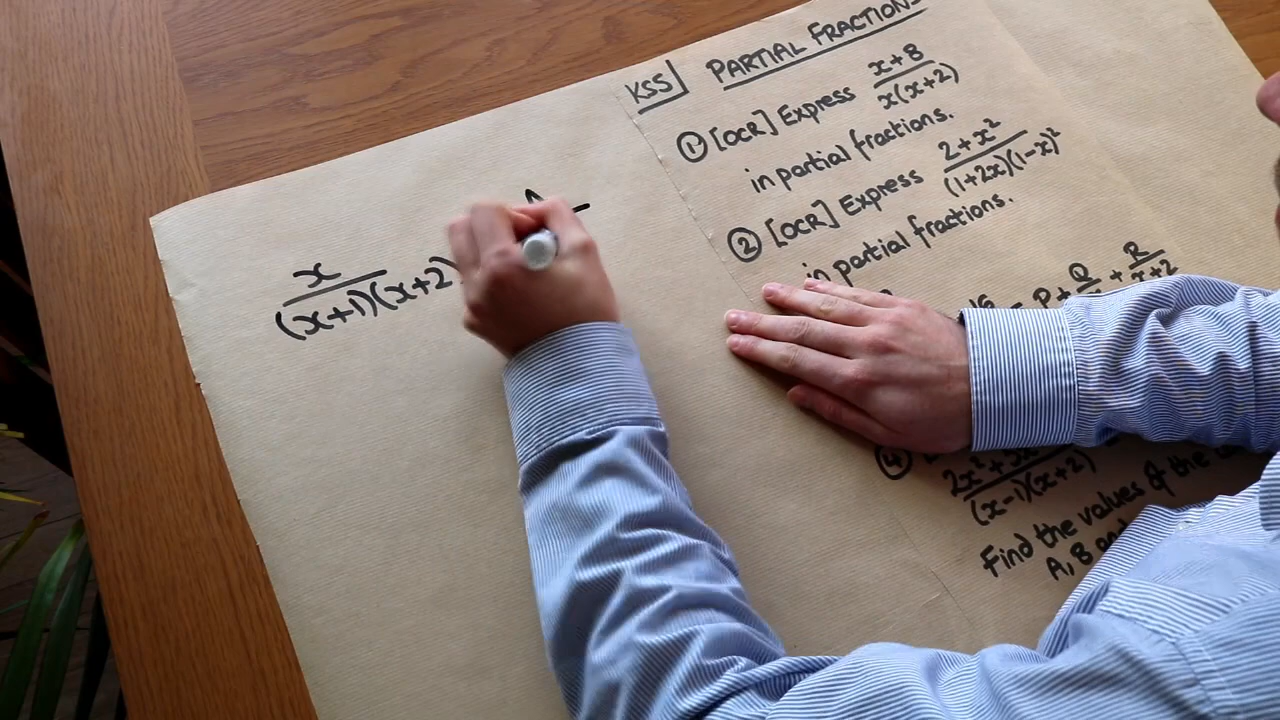 x
(x+1)(x+2)
A
KSS PARTIAL FRACTIONS
① [OCR] Express x+8
x(x+2)
in partial fractions.
② [OCR] Express 2+x²
(1+2x)(1-x)²
in partial fractions.
= P + Q + R
x+2
④
2x²
(x-1)(x+2)
Find the values of the
A, B and